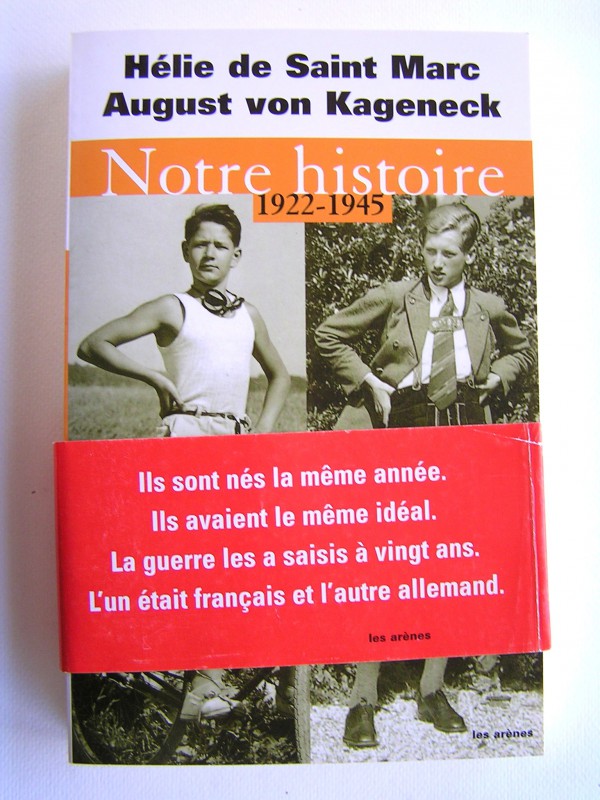 Hélie de Saint Marc
August von Kageneck
Notre histoire
1922-1945
Ils sont nés la même année.
Ils avaient le même idéal.
La guerre les a saisis à vingt ans.
L'un était français et l'autre allemand.
les arènes
les arènes